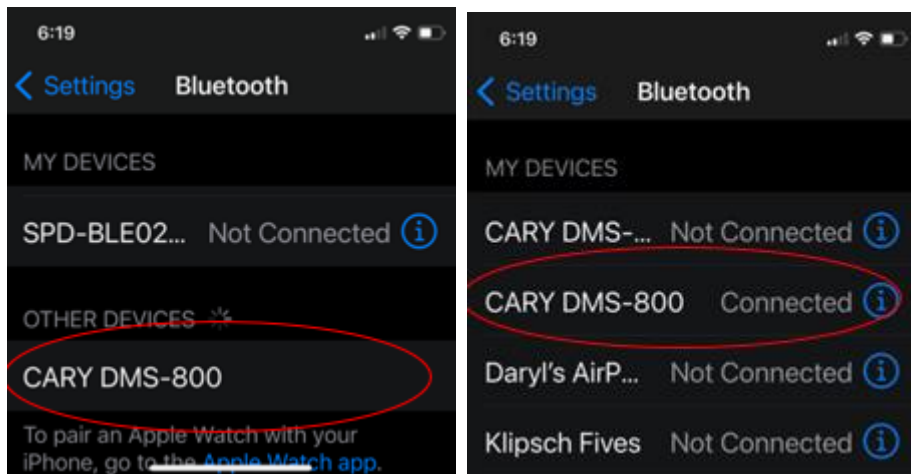 6:19
Settings Bluetooth
MY DEVICES
SPD-BLE02... Not Connected
OTHER DEVICES
CARY DMS-800
To pair an Apple Watch with your
iPhone, go to the Apple Watch app.
6:19
Settings Bluetooth
MY DEVICES
CARY DMS-... Not Connected
CARY DMS-800 Connected
Daryl's AirP... Not Connected
Klipsch Fives Not Connected